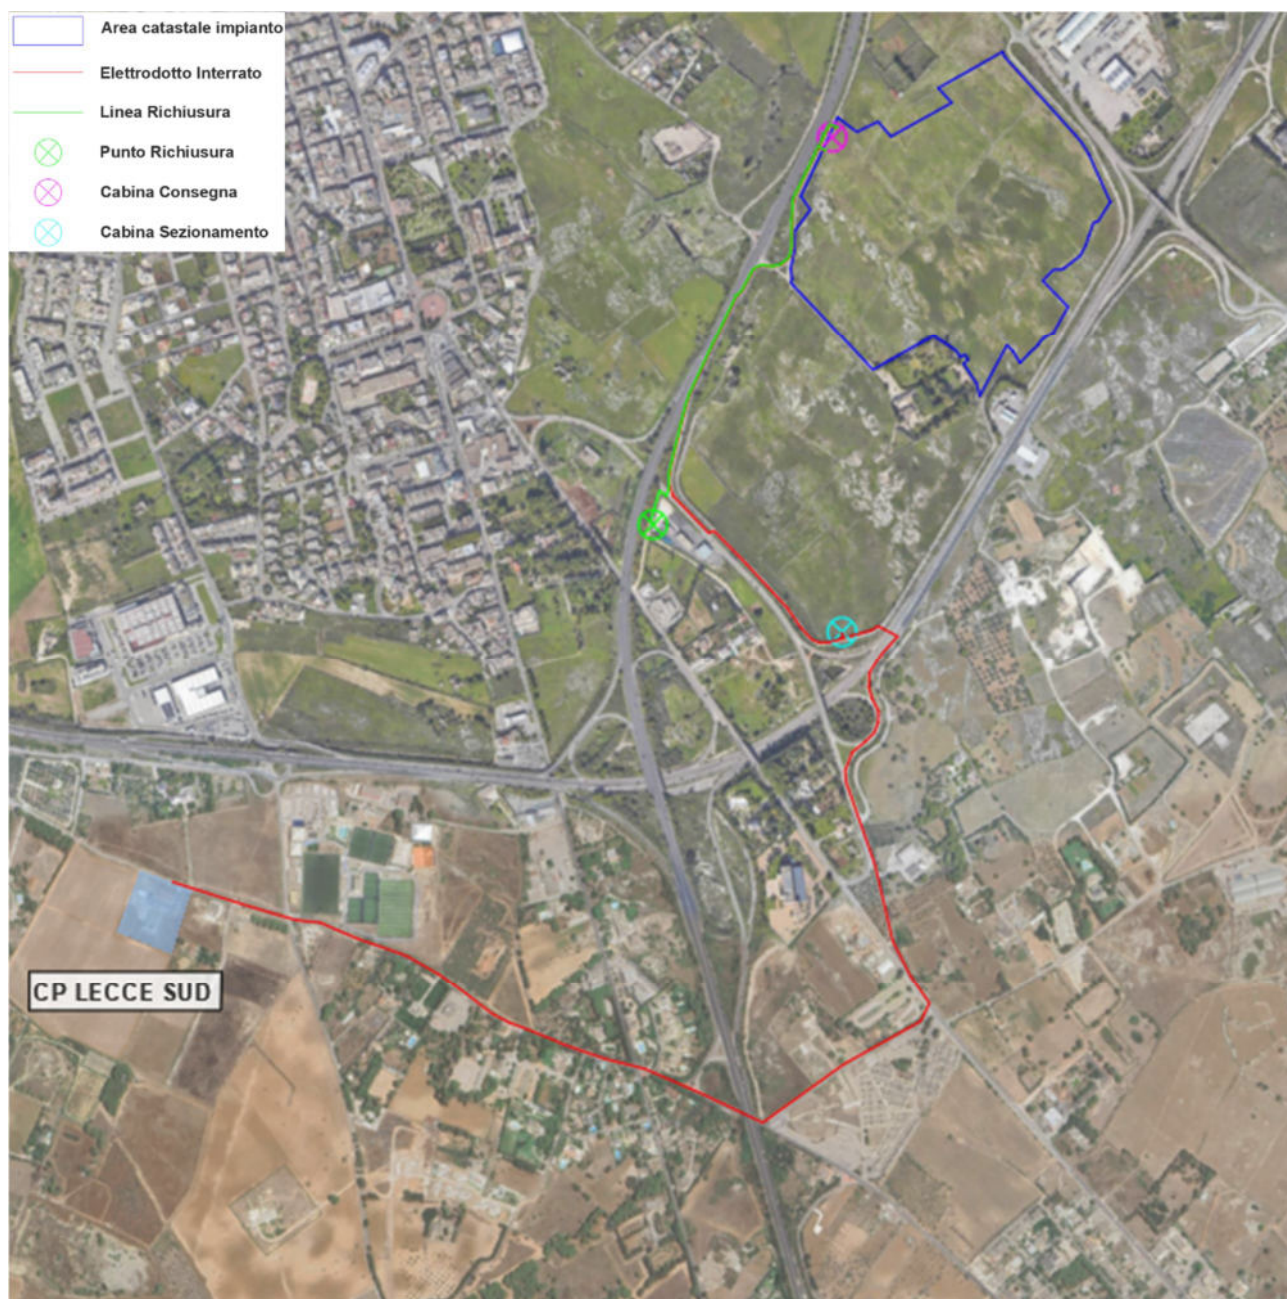 Area catastale impianto
Elettrodotto Interrato
Linea Richiusura
Punto Richiusura
Cabina Consegna
Cabina Sezionamento
CP LECCE SUD